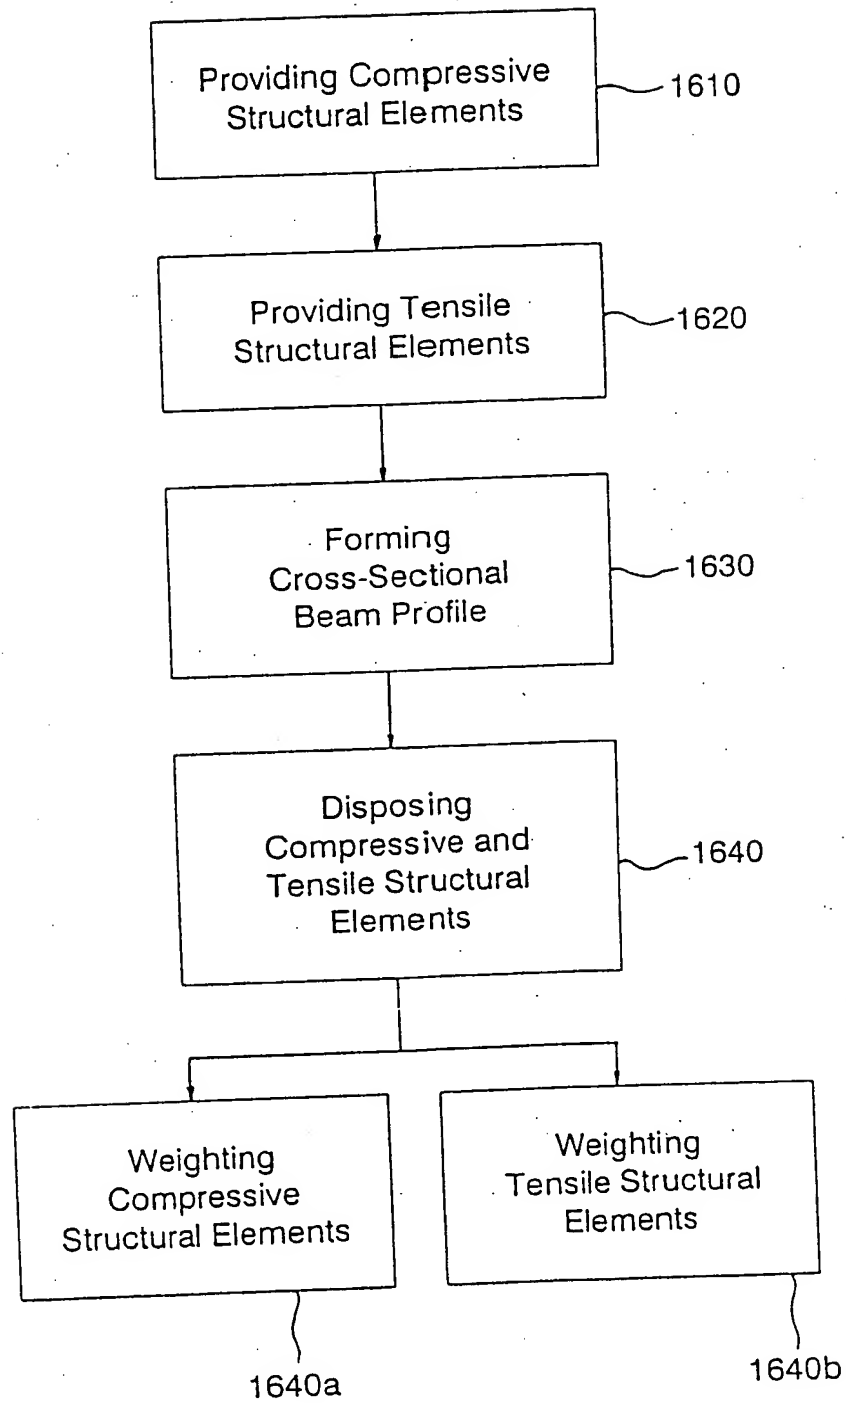 Providing Compressive
Structural Elements
1610
Providing Tensile
Structural Elements
1620
Forming
Cross-Sectional
Beam Profile
1630
Disposing
Compressive and
Tensile Structural
Elements
1640
Weighting
Compressive
Structural Elements
1640a
Weighting
Tensile Structural
Elements
1640b